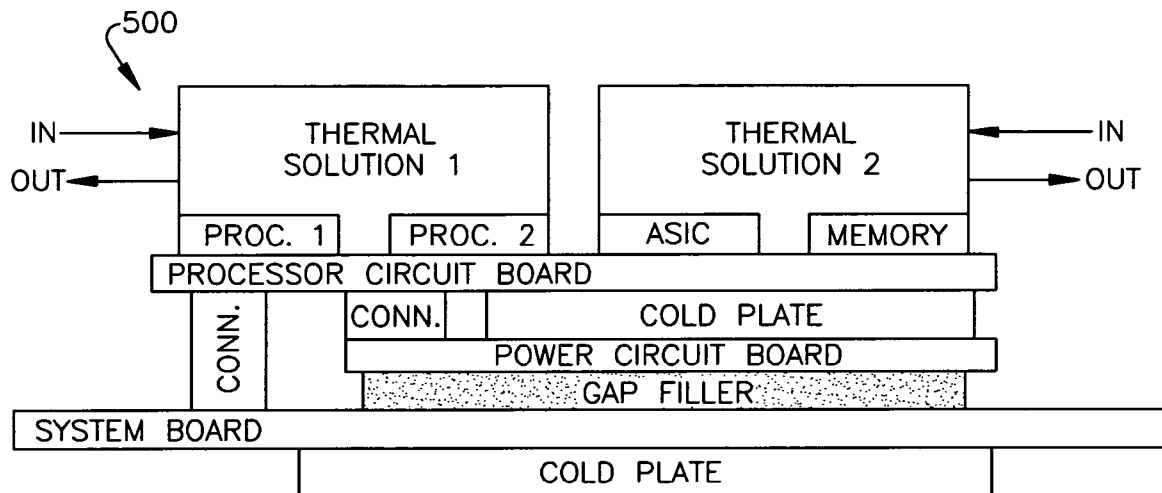 500
IN
THERMAL
SOLUTION 1
THERMAL
SOLUTION 2
IN
OUT
OUT
PROC. 1
PROC. 2
ASIC
MEMORY
PROCESSOR CIRCUIT BOARD
CONN.
CONN.
COLD PLATE
POWER CIRCUIT BOARD
GAP FILLER
SYSTEM BOARD
COLD PLATE